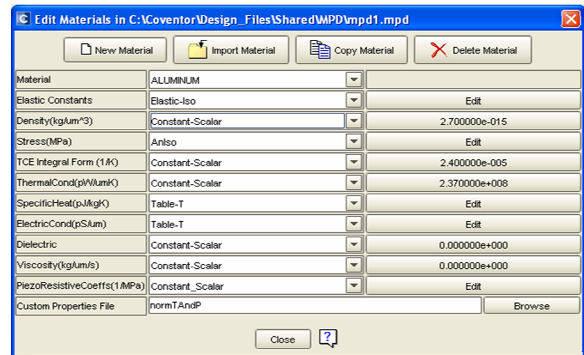 Edit Materials in C:\Coventor\Design_Files\Shared\MPD\mpd1.mpd
New Material Import Material Copy Material Delete Material
Material ALUMINUM
Elastic Constants Elastic-Iso Edit
Density(kg/um^3) Constant-Scalar 2.700000e-015
Stress(MPa) AnIso Edit
TCE Integral Form (1/K) Constant-Scalar 2.400000e-005
ThermalCond(pW/umK) Constant-Scalar 2.370000e+008
SpecificHeat(pJ/kgK) Table-T Edit
ElectricCond(pS/um) Table-T Edit
Dielectric Constant-Scalar 0.000000e+000
Viscosity(kg/um/s) Constant-Scalar 0.000000e+000
PiezoResistiveCoeffs(1/MPa) Constant_Scalar Edit
Custom Properties File normTAndP Browse
Close ?